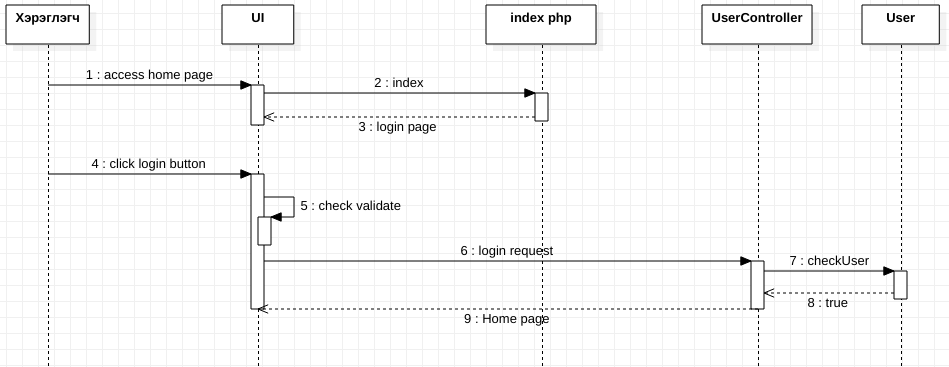 Хэрэглэгч
UI
index php
UserController
User
1 : access home page
2 : index
3 : login page
4 : click login button
5 : check validate
6 : login request
7 : checkUser
8 : true
9 : Home page